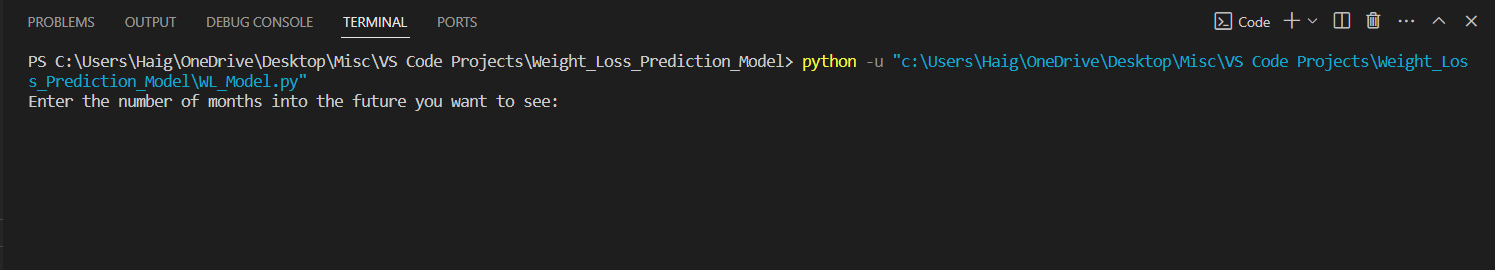 PROBLEMS OUTPUT DEBUG CONSOLE TERMINAL PORTS Code
PS C:\Users\Haig\OneDrive\Desktop\Misc\VS Code Projects\Weight_Loss_Prediction_Model> python -u "c:\Users\Haig\OneDrive\Desktop\Misc\VS Code Projects\Weight_Los
s_Prediction_Model\WL_Model.py"
Enter the number of months into the future you want to see: